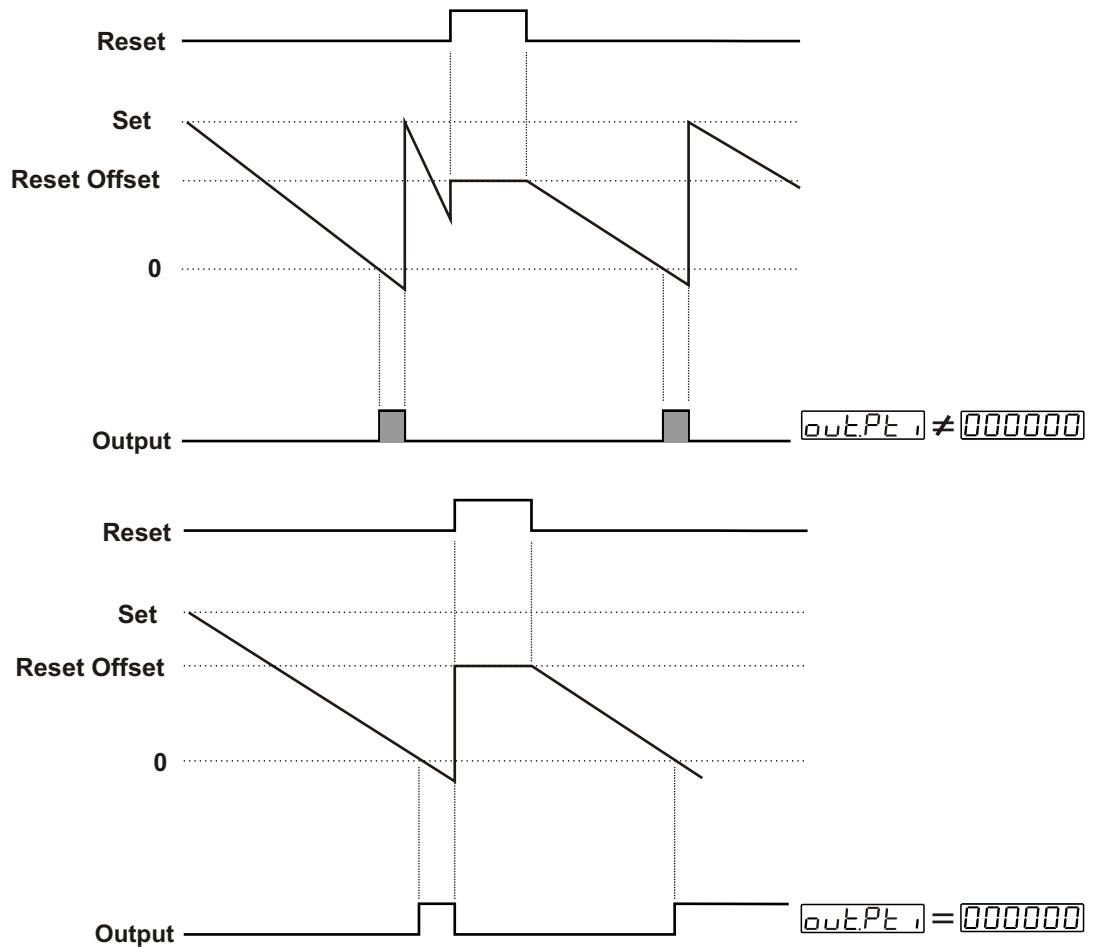 Reset
Set
Reset Offset
0
Output
out.Pt 1 ≠ 000000
Reset
Set
Reset Offset
0
Output
out.Pt 1 = 000000